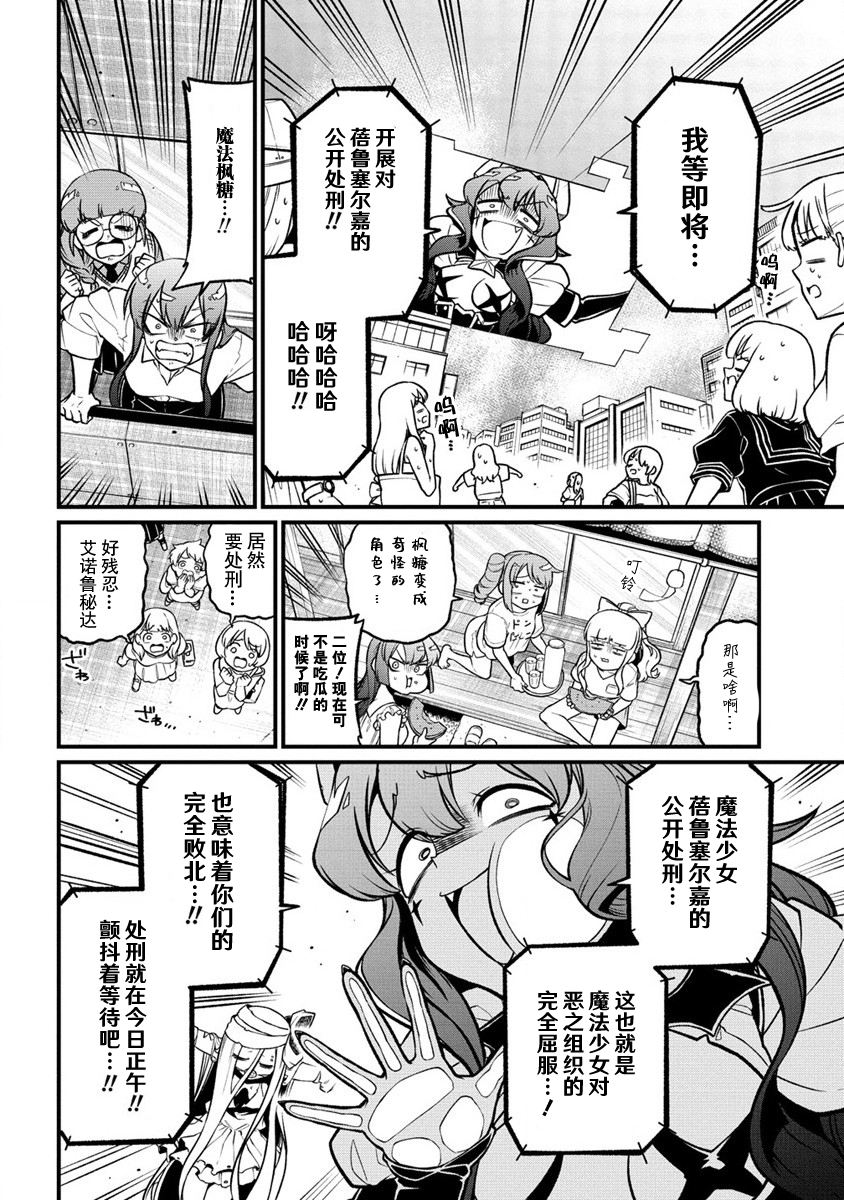 我等即将…
呜啊…
开展对
蓓鲁塞尔嘉的
公开处刑!!
呀哈哈哈
哈哈哈!!
呜啊…
魔法枫糖…!!
叮铃
那是啥啊…
枫糖变成
奇怪的
角色了…
二位!现在可
不是吃瓜的
时候了啊!!
居然
要处刑…
好残忍…
艾诺鲁秘达
ざわ
ざわ…
魔法少女
蓓鲁塞尔嘉的
公开处刑…
这也就是
魔法少女对
恶之组织的
完全屈服…!
也意味着你们的
完全败北…!!
处刑就在今日正午!!
颤抖着等待吧…!!